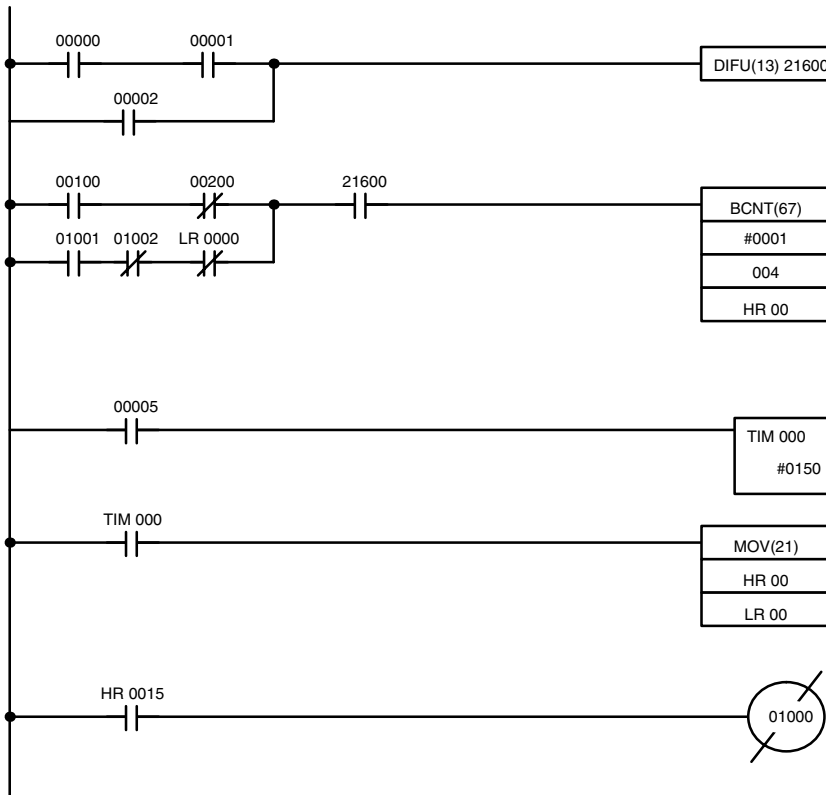 00000 00001
DIFU(13) 21600
00002
00100 00200 21600
BCNT(67)
01001 01002 LR 0000
#0001
004
HR 00
00005
TIM 000
#0150
TIM 000
MOV(21)
HR 00
LR 00
HR 0015
01000